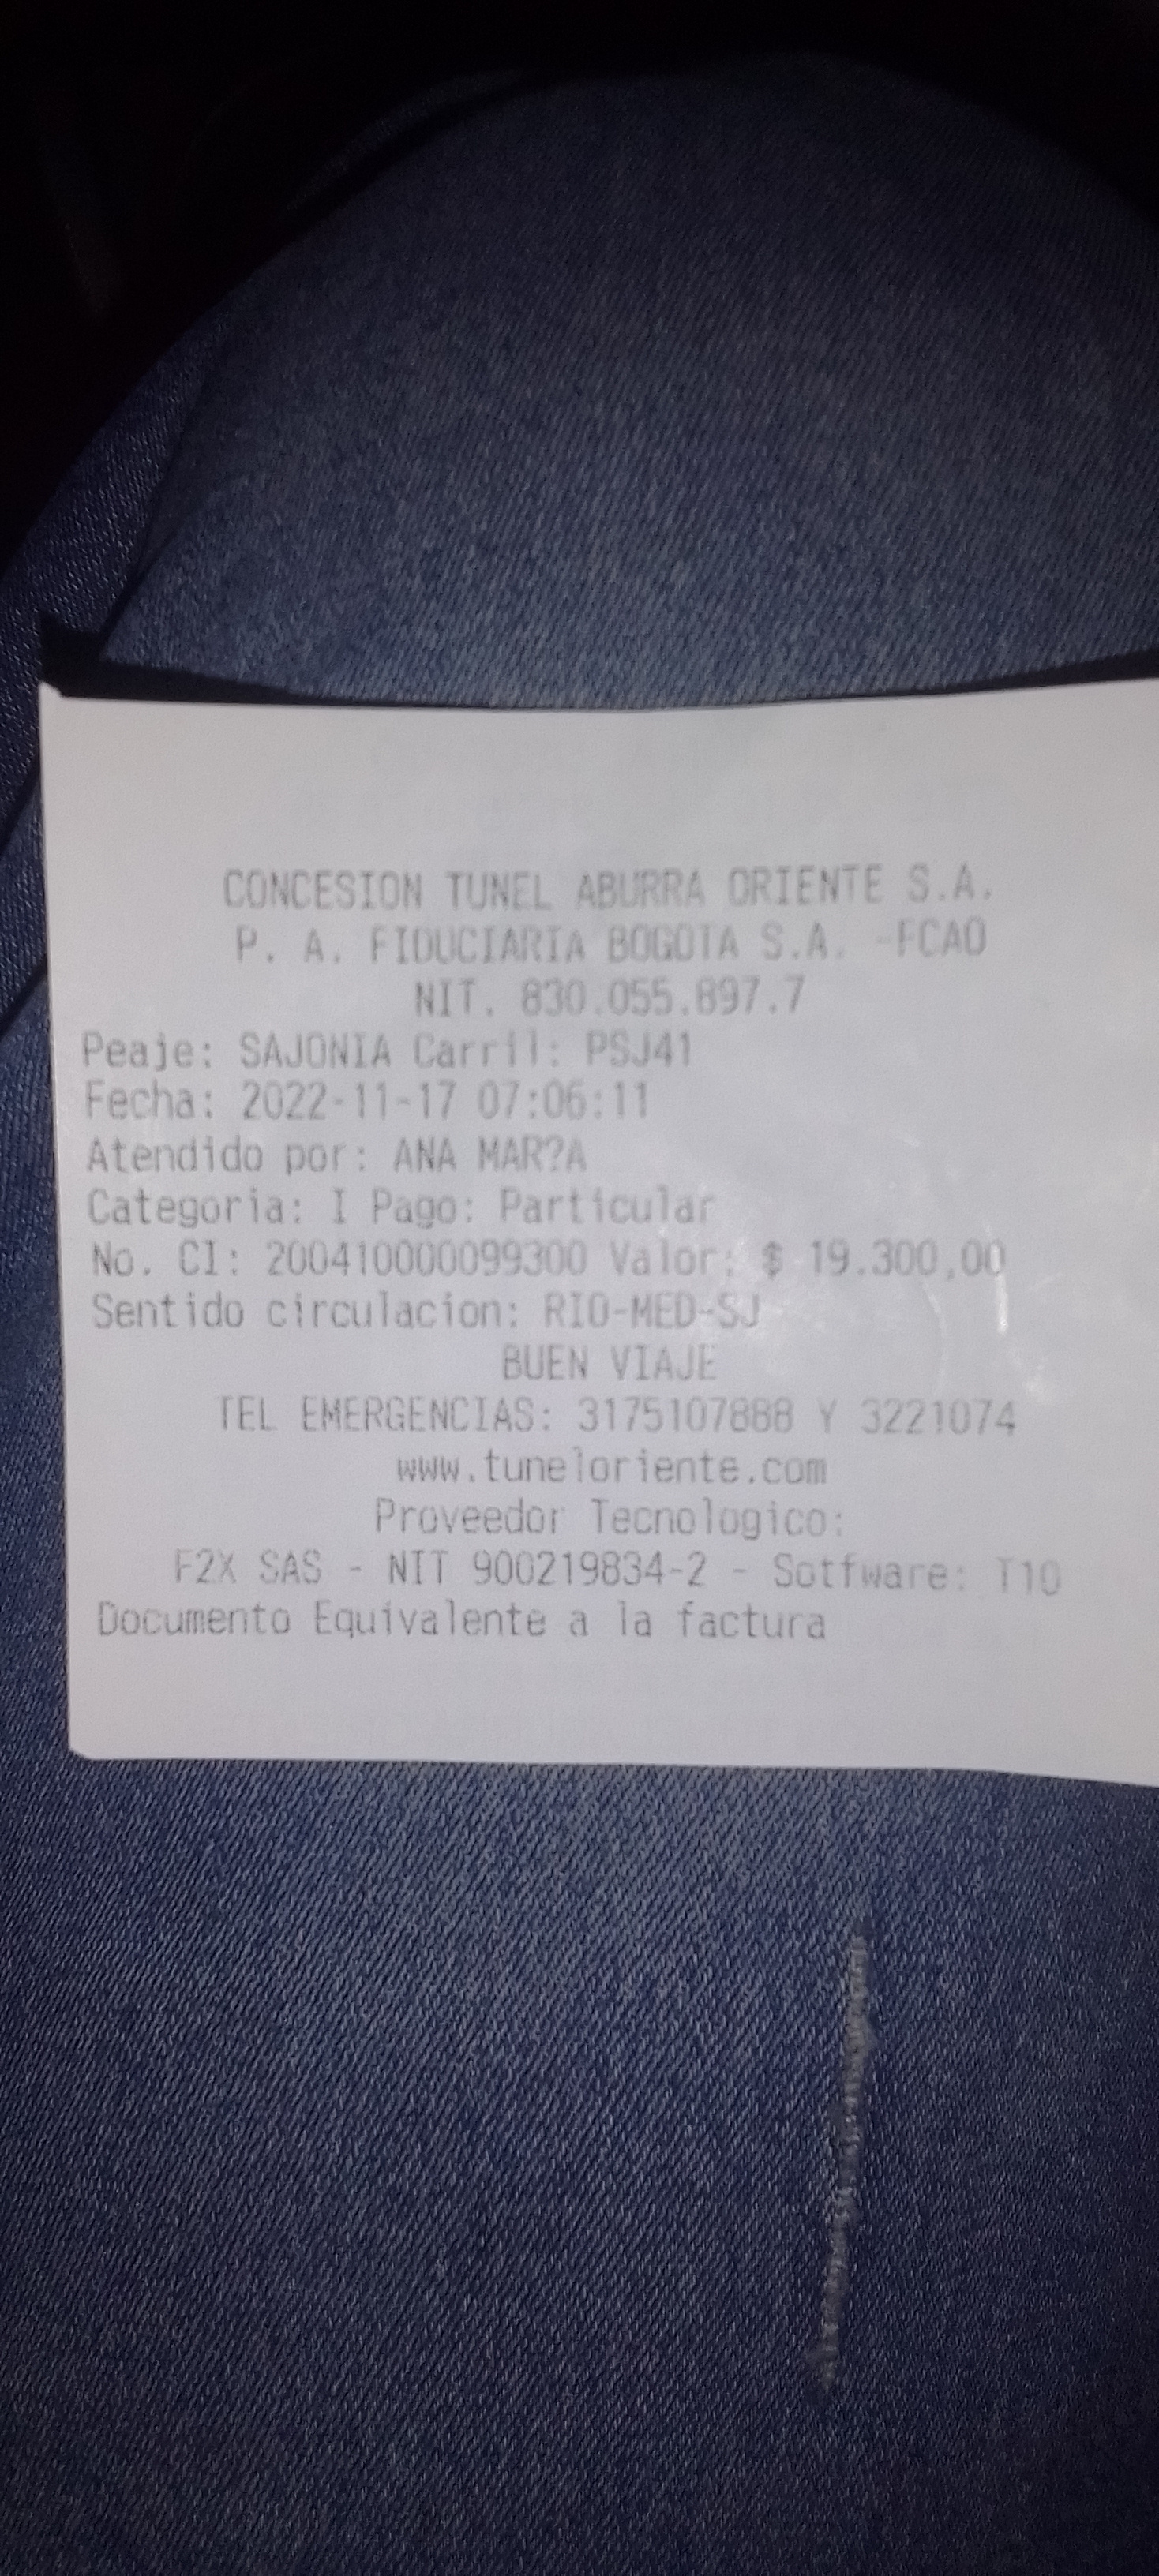 CONCESION TUNEL ABURRA ORIENTE S.A.
P. A. FIDUCIARIA BOGOTA S.A. -FCAO
NIT. 830.055.897.7
Peaje: SAJONIA Carril: PSJ41
Fecha: 2022-11-17 07:06:11
Atendido por: ANA MAR?A
Categoria: I Pago: Particular
No. CI: 200410000099300 Valor: $ 19.300,00
Sentido circulacion: RIO-MED-SJ
BUEN VIAJE
TEL EMERGENCIAS: 3175107888 Y 3221074
www.tuneloriente.com
Proveedor Tecnologico:
F2X SAS - NIT 900219834-2 - Sotfware: T10
Documento Equivalente a la factura